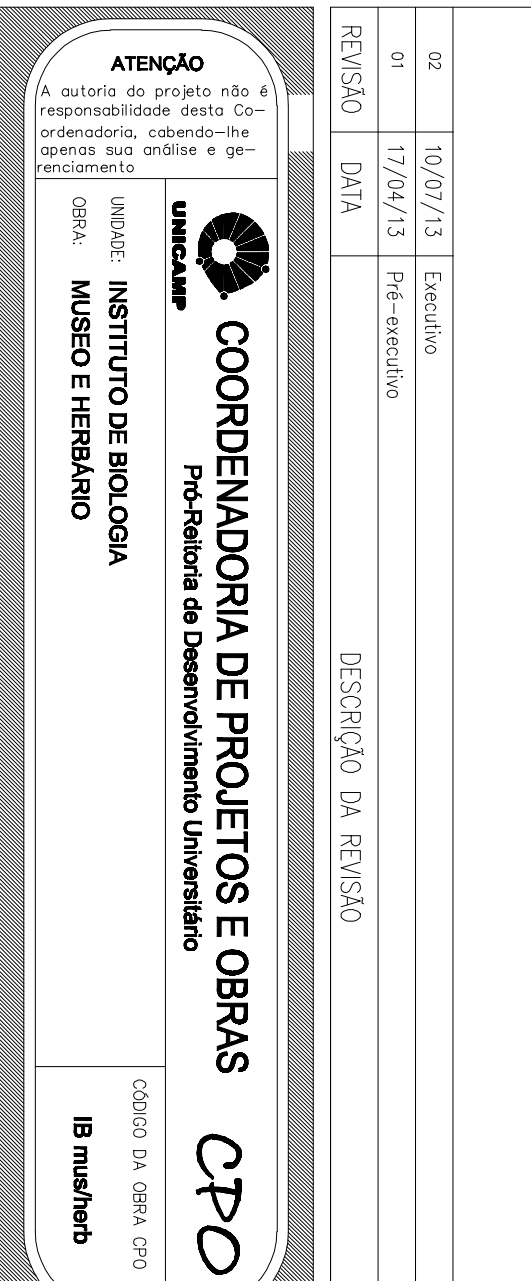 02 10/07/13 Executivo
01 17/04/13 Pré-executivo
REVISÃO DATA DESCRIÇÃO DA REVISÃO
ATENÇÃO
A autoria do projeto não é
responsabilidade desta Co-
ordenadoria, cabendo-lhe
apenas sua análise e ge-
renciamento
UNICAMP
COORDENADORIA DE PROJETOS E OBRAS
Pró-Reitoria de Desenvolvimento Universitário
CPO
UNIDADE: INSTITUTO DE BIOLOGIA
OBRA: MUSEO E HERBÁRIO
CÓDIGO DA OBRA CPO
IB mus/herb